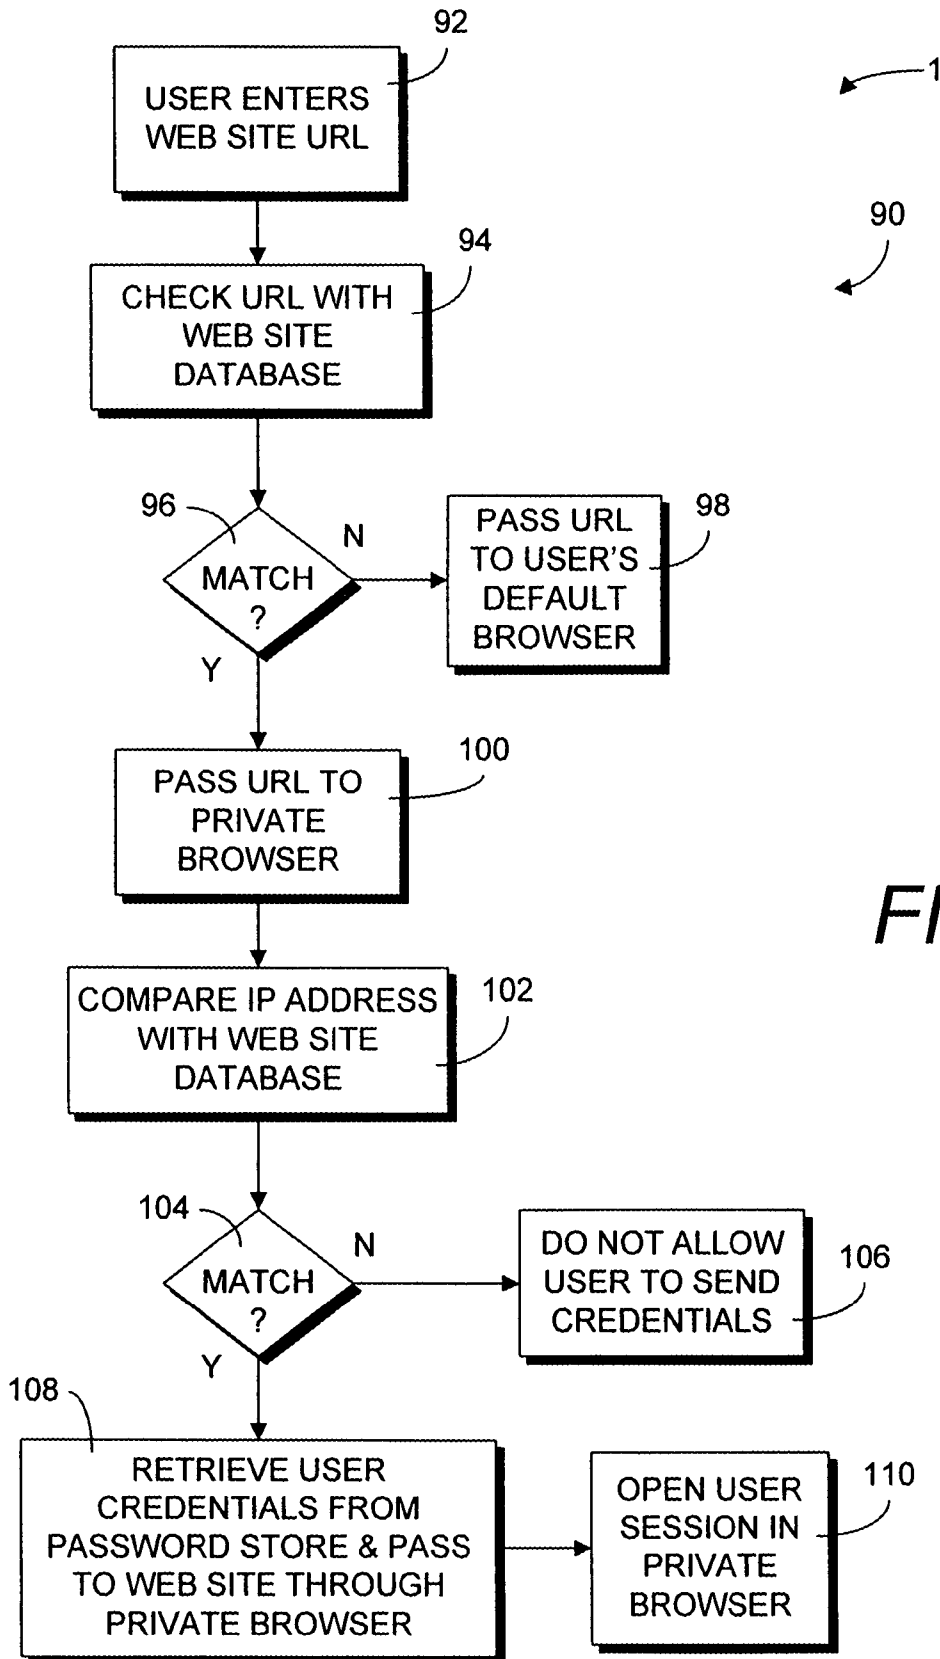 92
USER ENTERS
WEB SITE URL
1
90
94
CHECK URL WITH
WEB SITE
DATABASE
96
MATCH
?
N
Y
98
PASS URL
TO USER'S
DEFAULT
BROWSER
100
PASS URL TO
PRIVATE
BROWSER
FI
102
COMPARE IP ADDRESS
WITH WEB SITE
DATABASE
104
MATCH
?
N
Y
106
DO NOT ALLOW
USER TO SEND
CREDENTIALS
108
RETRIEVE USER
CREDENTIALS FROM
PASSWORD STORE & PASS
TO WEB SITE THROUGH
PRIVATE BROWSER
110
OPEN USER
SESSION IN
PRIVATE
BROWSER